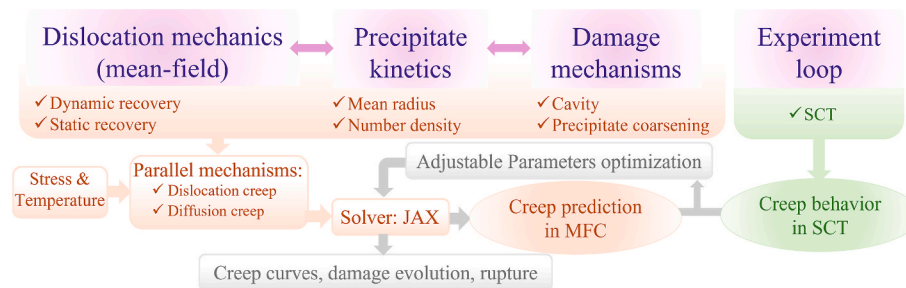 Dislocation mechanics
(mean-field)
Precipitate
kinetics
Damage
mechanisms
Experiment
loop
✓ Dynamic recovery
✓ Static recovery
✓ Mean radius
✓ Number density
✓ Cavity
✓ Precipitate coarsening
✓ SCT
Adjustable Parameters optimization
Stress &
Temperature
Parallel mechanisms:
✓ Dislocation creep
✓ Diffusion creep
Solver: JAX
Creep prediction
in MFC
Creep behavior
in SCT
Creep curves, damage evolution, rupture